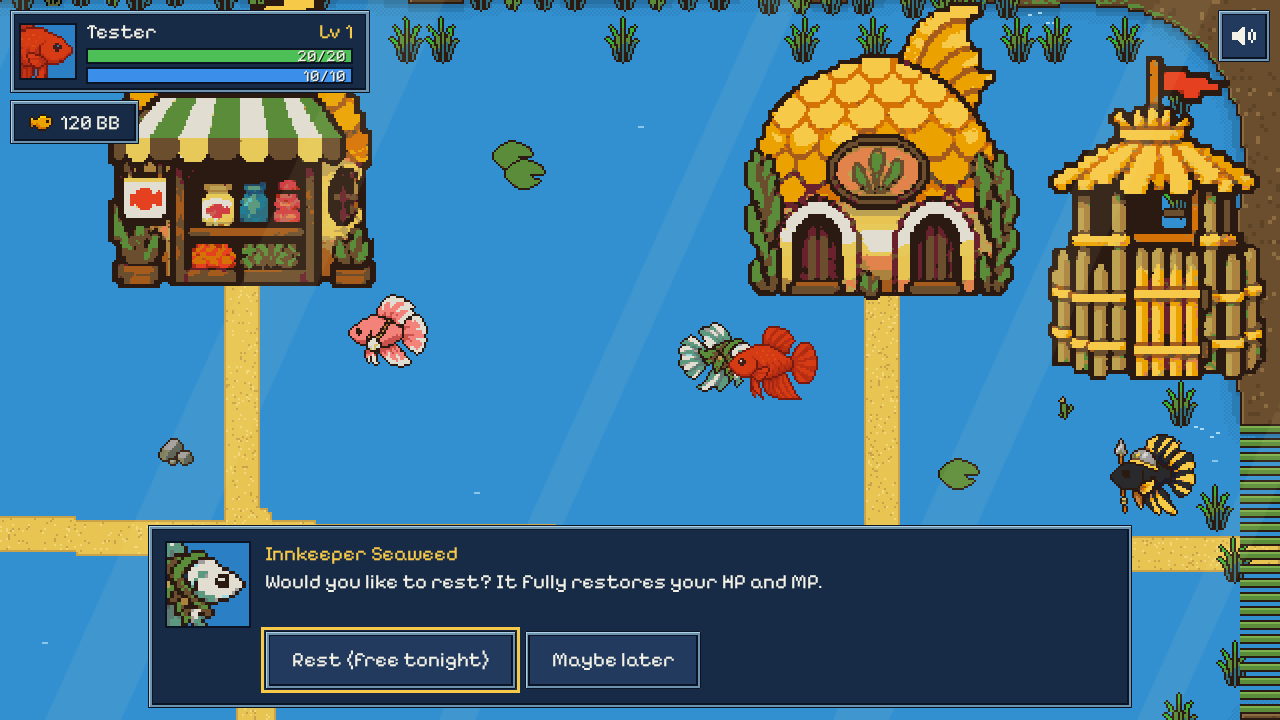 Tester Lv 1
20/20
10/10
120 BB
Innkeeper Seaweed
Would you like to rest? It fully restores your HP and MP.
Rest (free tonight) Maybe later